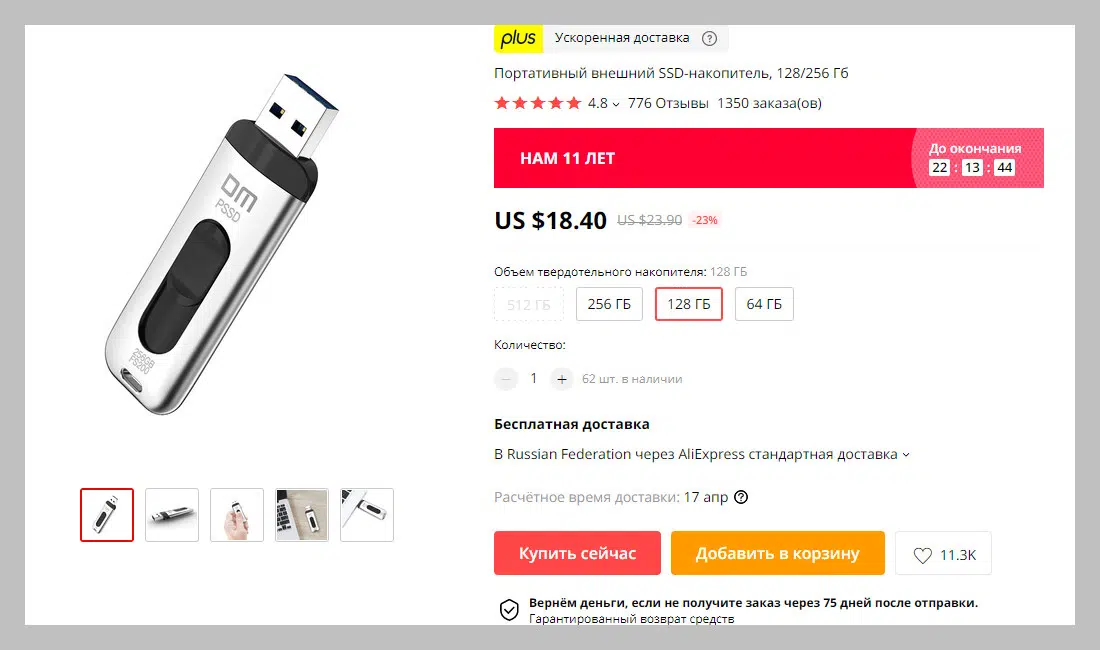 plus Ускоренная доставка ?
Портативный внешний SSD-накопитель, 128/256 Гб
4.8 776 Отзывы 1350 заказа(ов)
НАМ 11 ЛЕТ
До окончания
22 : 13 : 44
US $18.40 US $23.90 -23%
Объем твердотельного накопителя: 128 ГБ
512 ГБ 256 ГБ 128 ГБ 64 ГБ
Количество:
− 1 + 62 шт. в наличии
Бесплатная доставка
В Russian Federation через AliExpress стандартная доставка
Расчётное время доставки: 17 апр ?
Купить сейчас Добавить в корзину 11.3K
Вернём деньги, если не получите заказ через 75 дней после отправки.
Гарантированный возврат средств
DM
PSSD
256GB
FS200